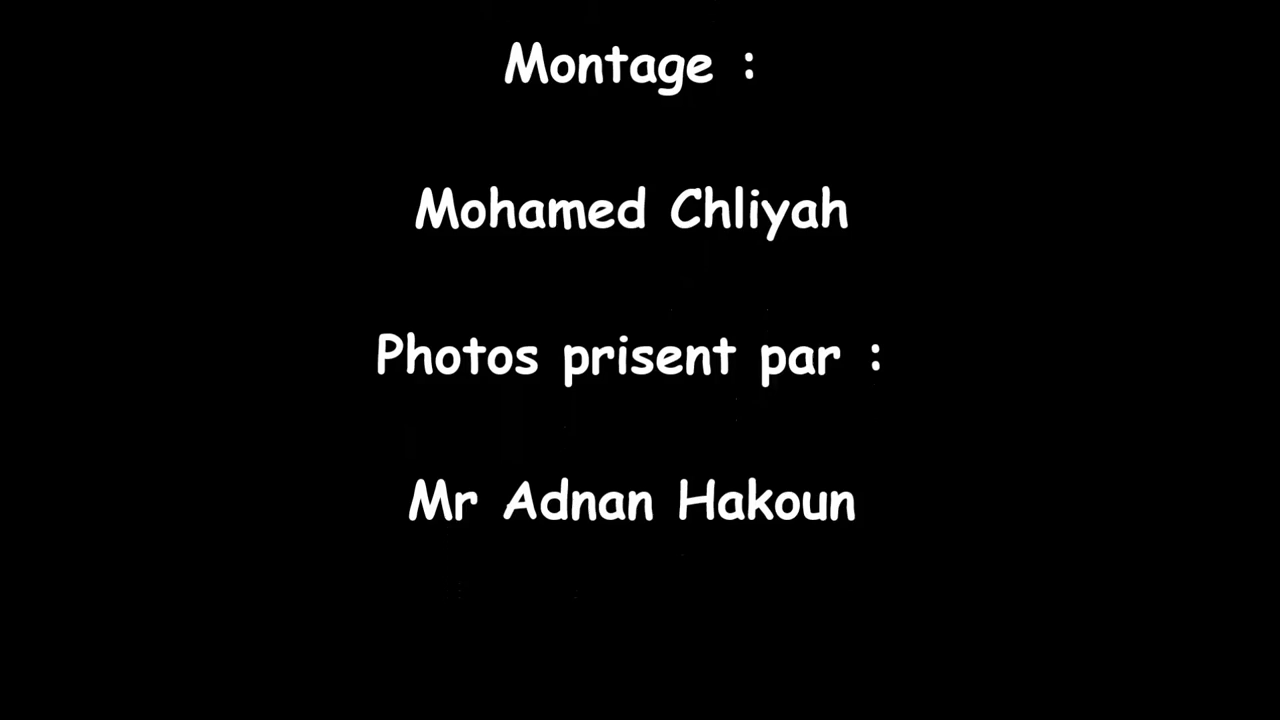 Montage :
Mohamed Chliyah
Photos prisent par :
Mr Adnan Hakoun